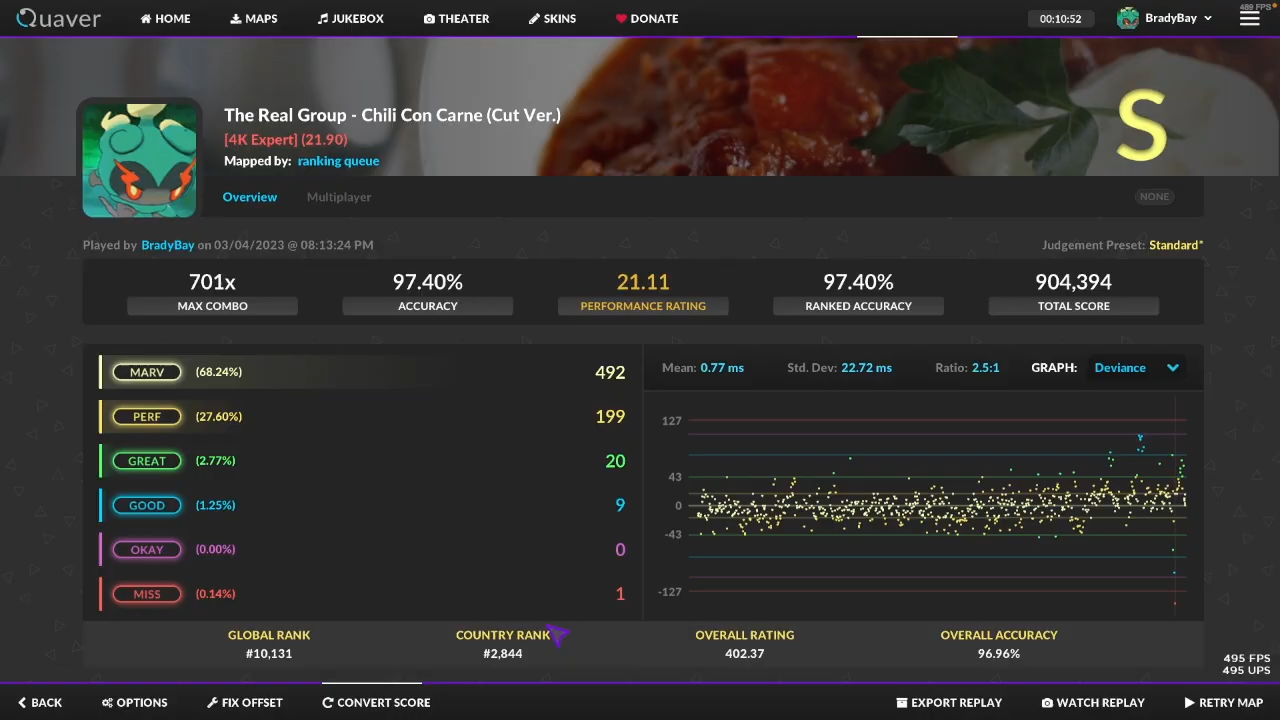 Quaver HOME MAPS JUKEBOX THEATER SKINS DONATE 00:10:52 BradyBay
489 FPS
The Real Group - Chili Con Carne (Cut Ver.)
[4K Expert] (21.90)
Mapped by: ranking queue
S
Overview Multiplayer NONE
Played by BradyBay on 03/04/2023 @ 08:13:24 PM Judgement Preset: Standard*
701x 97.40% 21.11 97.40% 904,394
MAX COMBO ACCURACY PERFORMANCE RATING RANKED ACCURACY TOTAL SCORE
MARV (68.24%) 492
PERF (27.60%) 199
GREAT (2.77%) 20
GOOD (1.25%) 9
OKAY (0.00%) 0
MISS (0.14%) 1
Mean: 0.77 ms Std. Dev: 22.72 ms Ratio: 2.5:1 GRAPH: Deviance
127
43
0
-43
-127
GLOBAL RANK COUNTRY RANK OVERALL RATING OVERALL ACCURACY
#10,131 #2,844 402.37 96.96%
495 FPS
495 UPS
BACK OPTIONS FIX OFFSET CONVERT SCORE EXPORT REPLAY WATCH REPLAY RETRY MAP